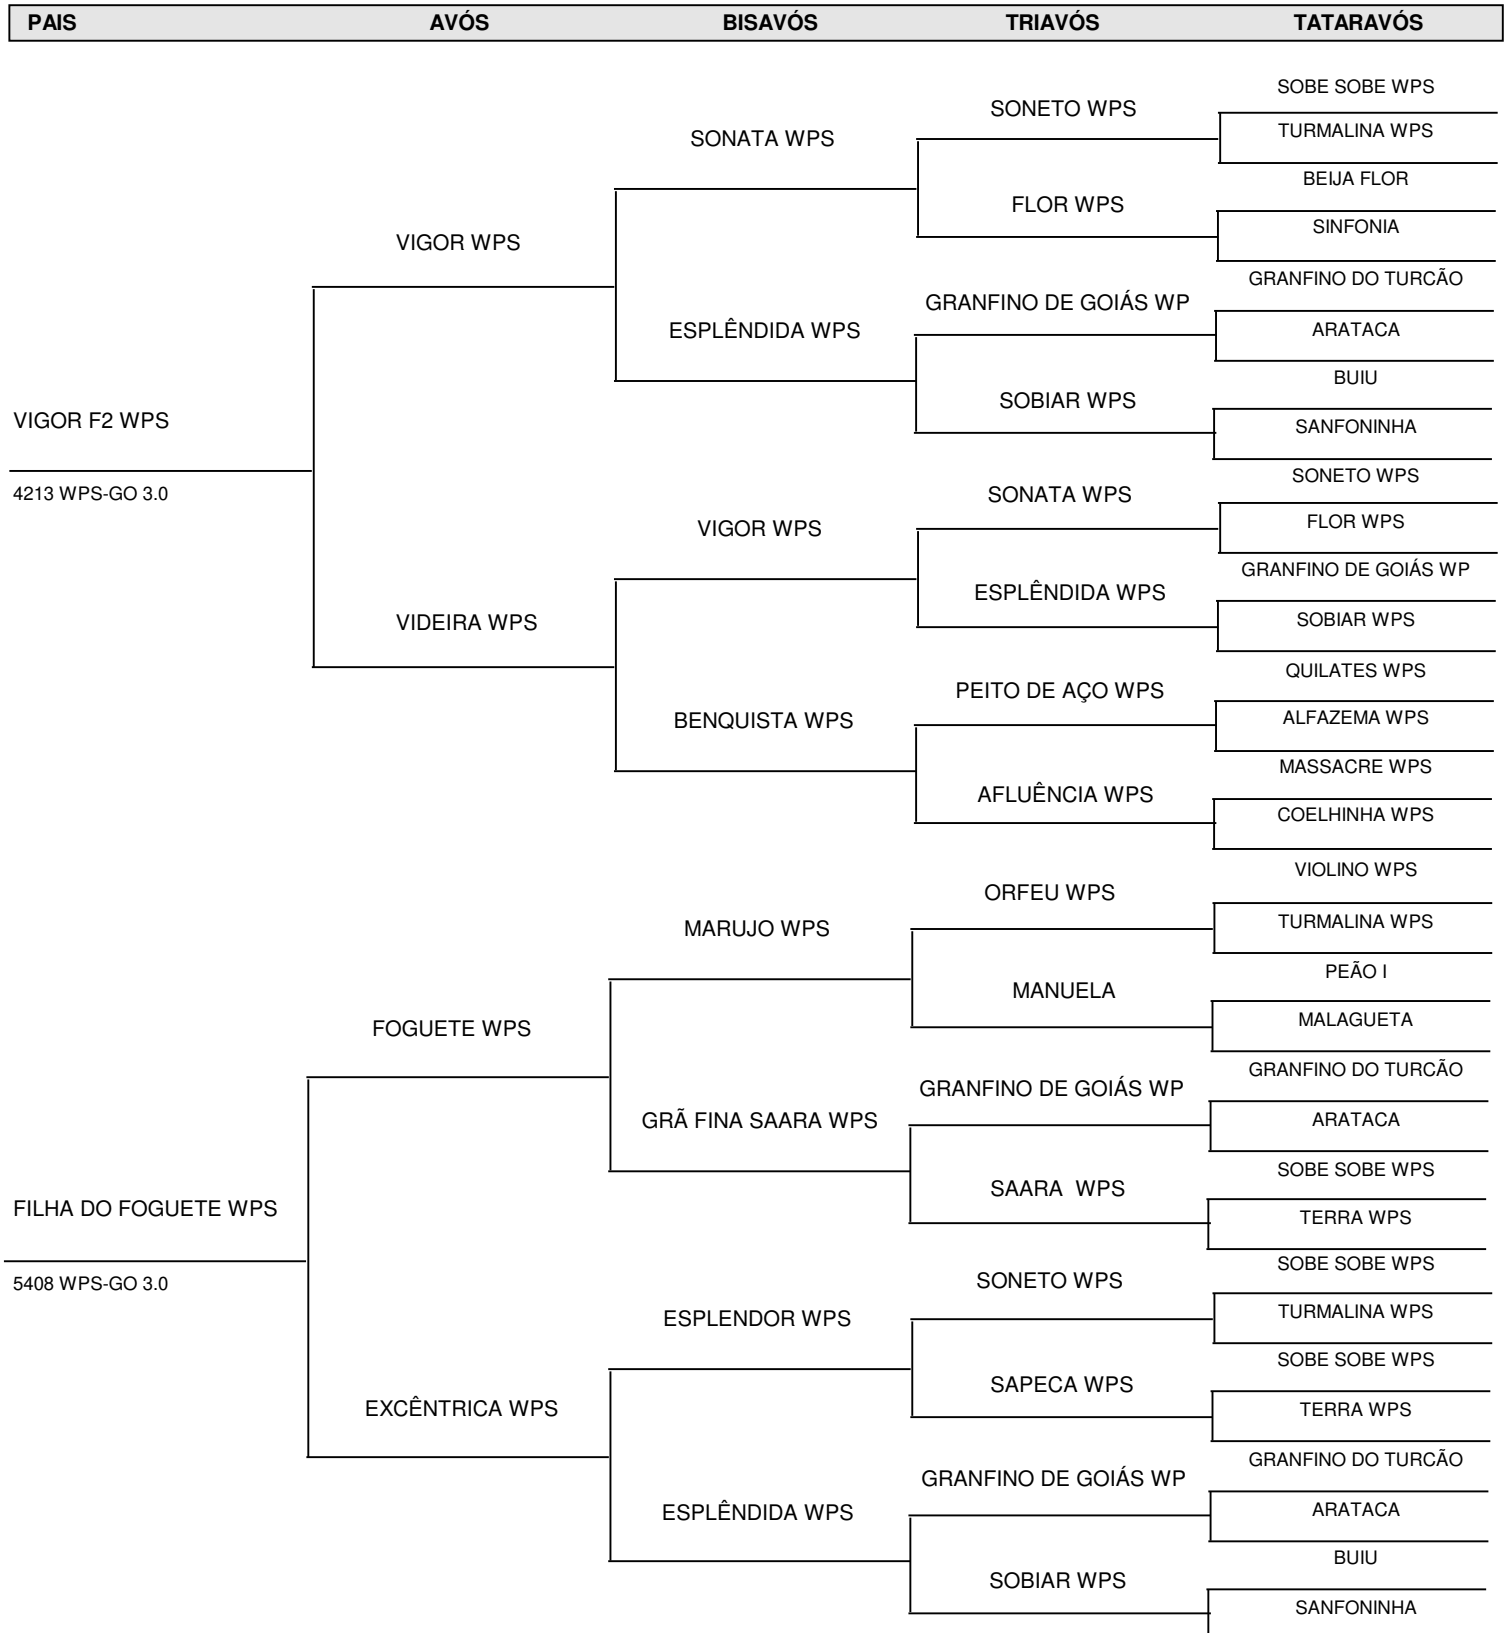 PAIS AVÓS BISAVÓS TRIAVÓS TATARAVÓS
SOBE SOBE WPS
SONETO WPS
TURMALINA WPS
SONATA WPS
BEIJA FLOR
FLOR WPS
SINFONIA
VIGOR WPS
GRANFINO DO TURCÃO
GRANFINO DE GOIÁS WP
ARATACA
ESPLÊNDIDA WPS
BUIU
SOBIAR WPS
SANFONINHA
VIGOR F2 WPS
4213 WPS-GO 3.0
SONETO WPS
SONATA WPS
FLOR WPS
VIGOR WPS
GRANFINO DE GOIÁS WP
ESPLÊNDIDA WPS
SOBIAR WPS
VIDEIRA WPS
QUILATES WPS
PEITO DE AÇO WPS
ALFAZEMA WPS
BENQUISTA WPS
MASSACRE WPS
AFLUÊNCIA WPS
COELHINHA WPS
VIOLINO WPS
ORFEU WPS
TURMALINA WPS
MARUJO WPS
PEÃO I
MANUELA
MALAGUETA
FOGUETE WPS
GRANFINO DO TURCÃO
GRANFINO DE GOIÁS WP
ARATACA
GRÃ FINA SAARA WPS
SOBE SOBE WPS
SAARA  WPS
TERRA WPS
FILHA DO FOGUETE WPS
5408 WPS-GO 3.0
SOBE SOBE WPS
SONETO WPS
TURMALINA WPS
ESPLENDOR WPS
SOBE SOBE WPS
SAPECA WPS
TERRA WPS
EXCÊNTRICA WPS
GRANFINO DO TURCÃO
GRANFINO DE GOIÁS WP
ARATACA
ESPLÊNDIDA WPS
BUIU
SOBIAR WPS
SANFONINHA